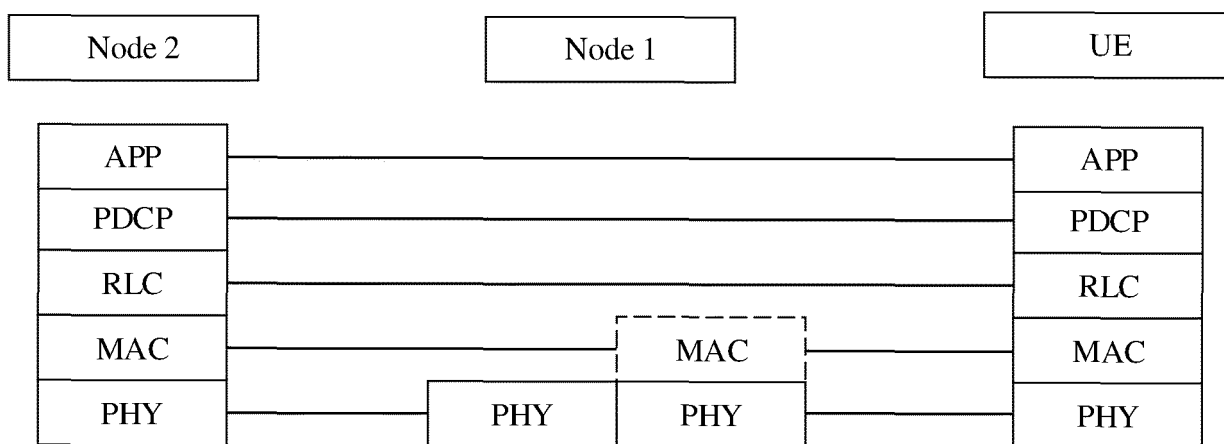 Node 2 Node 1 UE
APP APP
PDCP PDCP
RLC RLC
MAC MAC MAC
PHY PHY PHY PHY